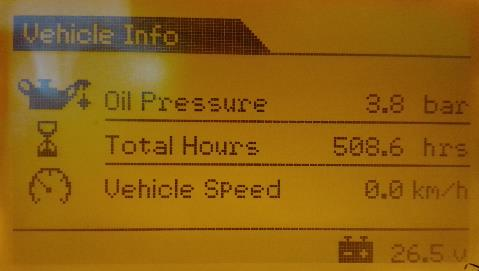 Vehicle Info
Oil Pressure 3.8 bar
Total Hours 508.6 hrs
Vehicle Speed 0.0 km/h
26.5 v